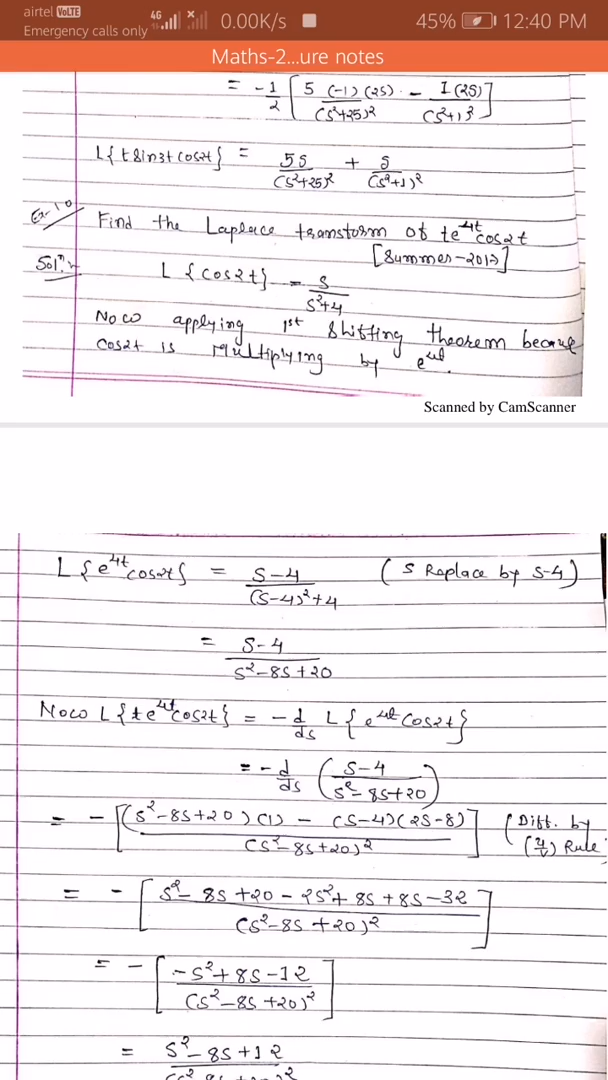 airtel VoLTE
Emergency calls only
4G 0.00K/s 45% 12:40 PM
Maths-2...ure notes
= -1/2 [ 5 (-1) (2S) / (S²+25)² - 1 (2S) / (S²+1)² ]
L{t sin3t cos2t} = 5S / (S²+25)² + S / (S²+1)²
Ex-10 Find the Laplace transform of te^4t cos2t
[Summer-2017]
Solⁿ:- L {cos2t} = S / S²+4
Now applying 1st Shifting theorem because
cos2t is Multiplying by e^4t.
Scanned by CamScanner
L{e^4t cos2t} = S-4 / (S-4)²+4 ( S Replace by S-4)
= S-4 / S²-8S+20
Now L{te^4t cos2t} = -d/ds L{e^4t cos2t}
= -d/ds ( S-4 / S²-8S+20 )
= - [ (S²-8S+20)(1) - (S-4)(2S-8) / (S²-8S+20)² ] ( Diff. by
(u/v) Rule
= - [ S²-8S+20-2S²+8S+8S-32 / (S²-8S+20)² ]
= - [ -S²+8S-12 / (S²-8S+20)² ]
= S²-8S+12